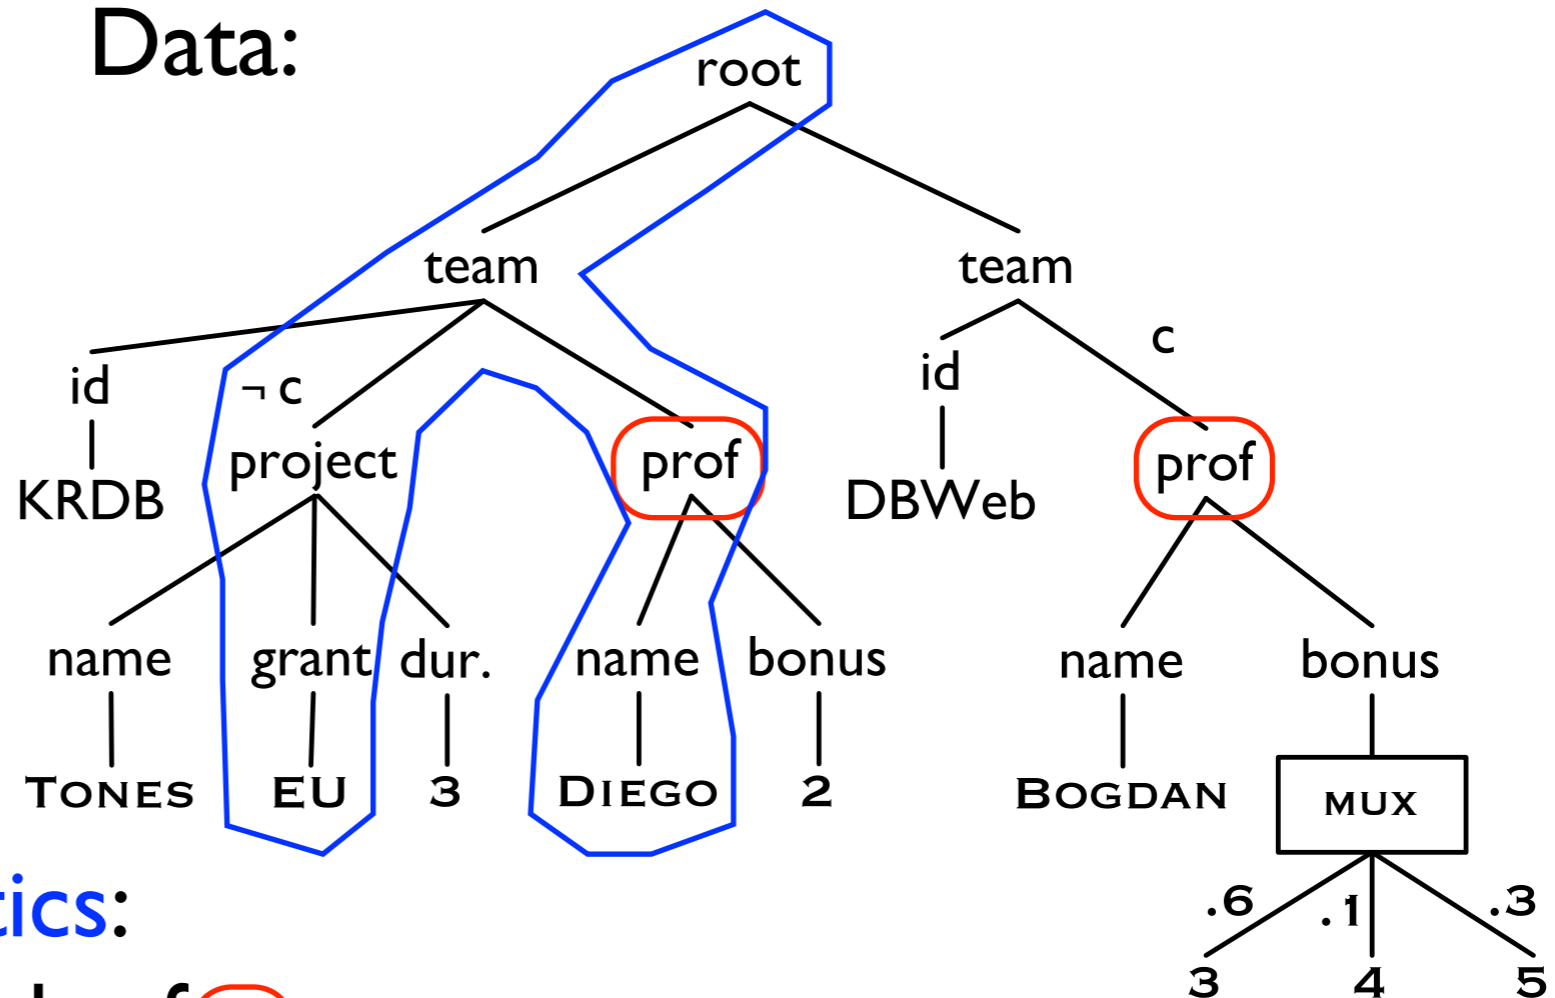 Data:
root
team team
c
id ¬ c id
project prof prof
KRDB DBWeb
name grant dur. name bonus name bonus
TONES EU 3 DIEGO 2 BOGDAN MUX
tics:
.6 .1 .3
3 4 5